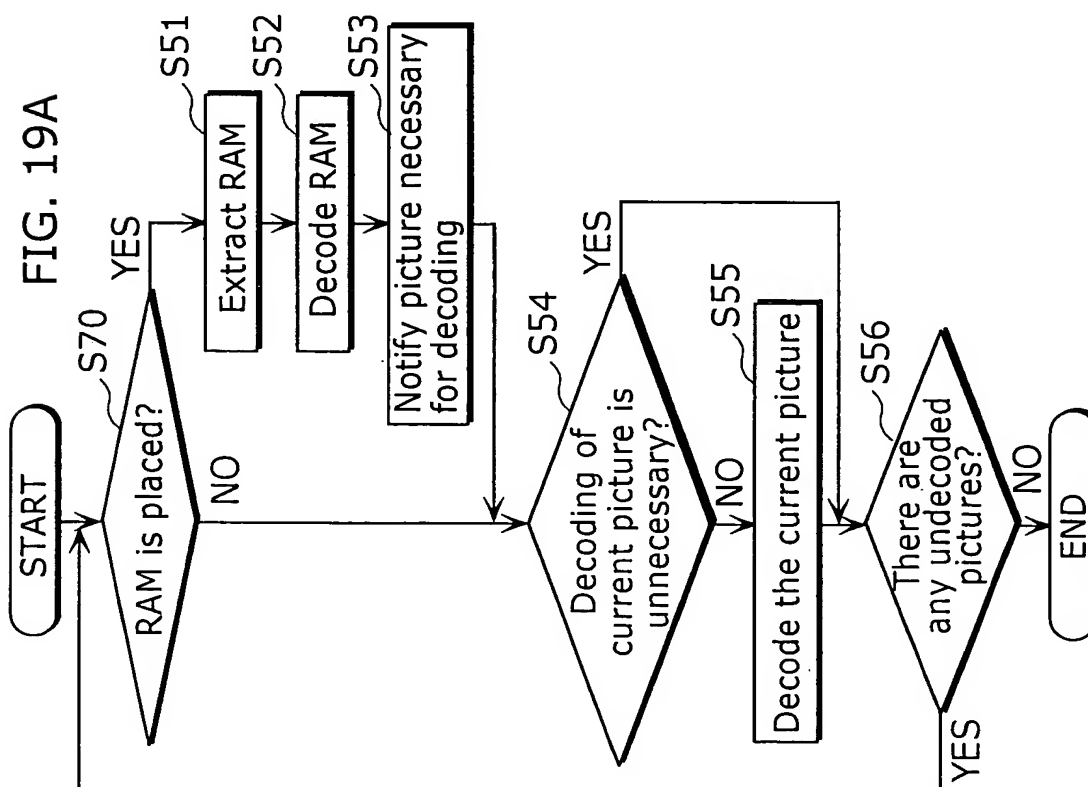 FIG. 19A
START
S70
RAM is placed?
YES
NO
S51
Extract RAM
S52
Decode RAM
S53
Notify picture necessary
for decoding
S54
Decoding of
current picture is
unnecessary?
YES
NO
S55
Decode the current picture
S56
There are
any undecoded
pictures?
YES
NO
END